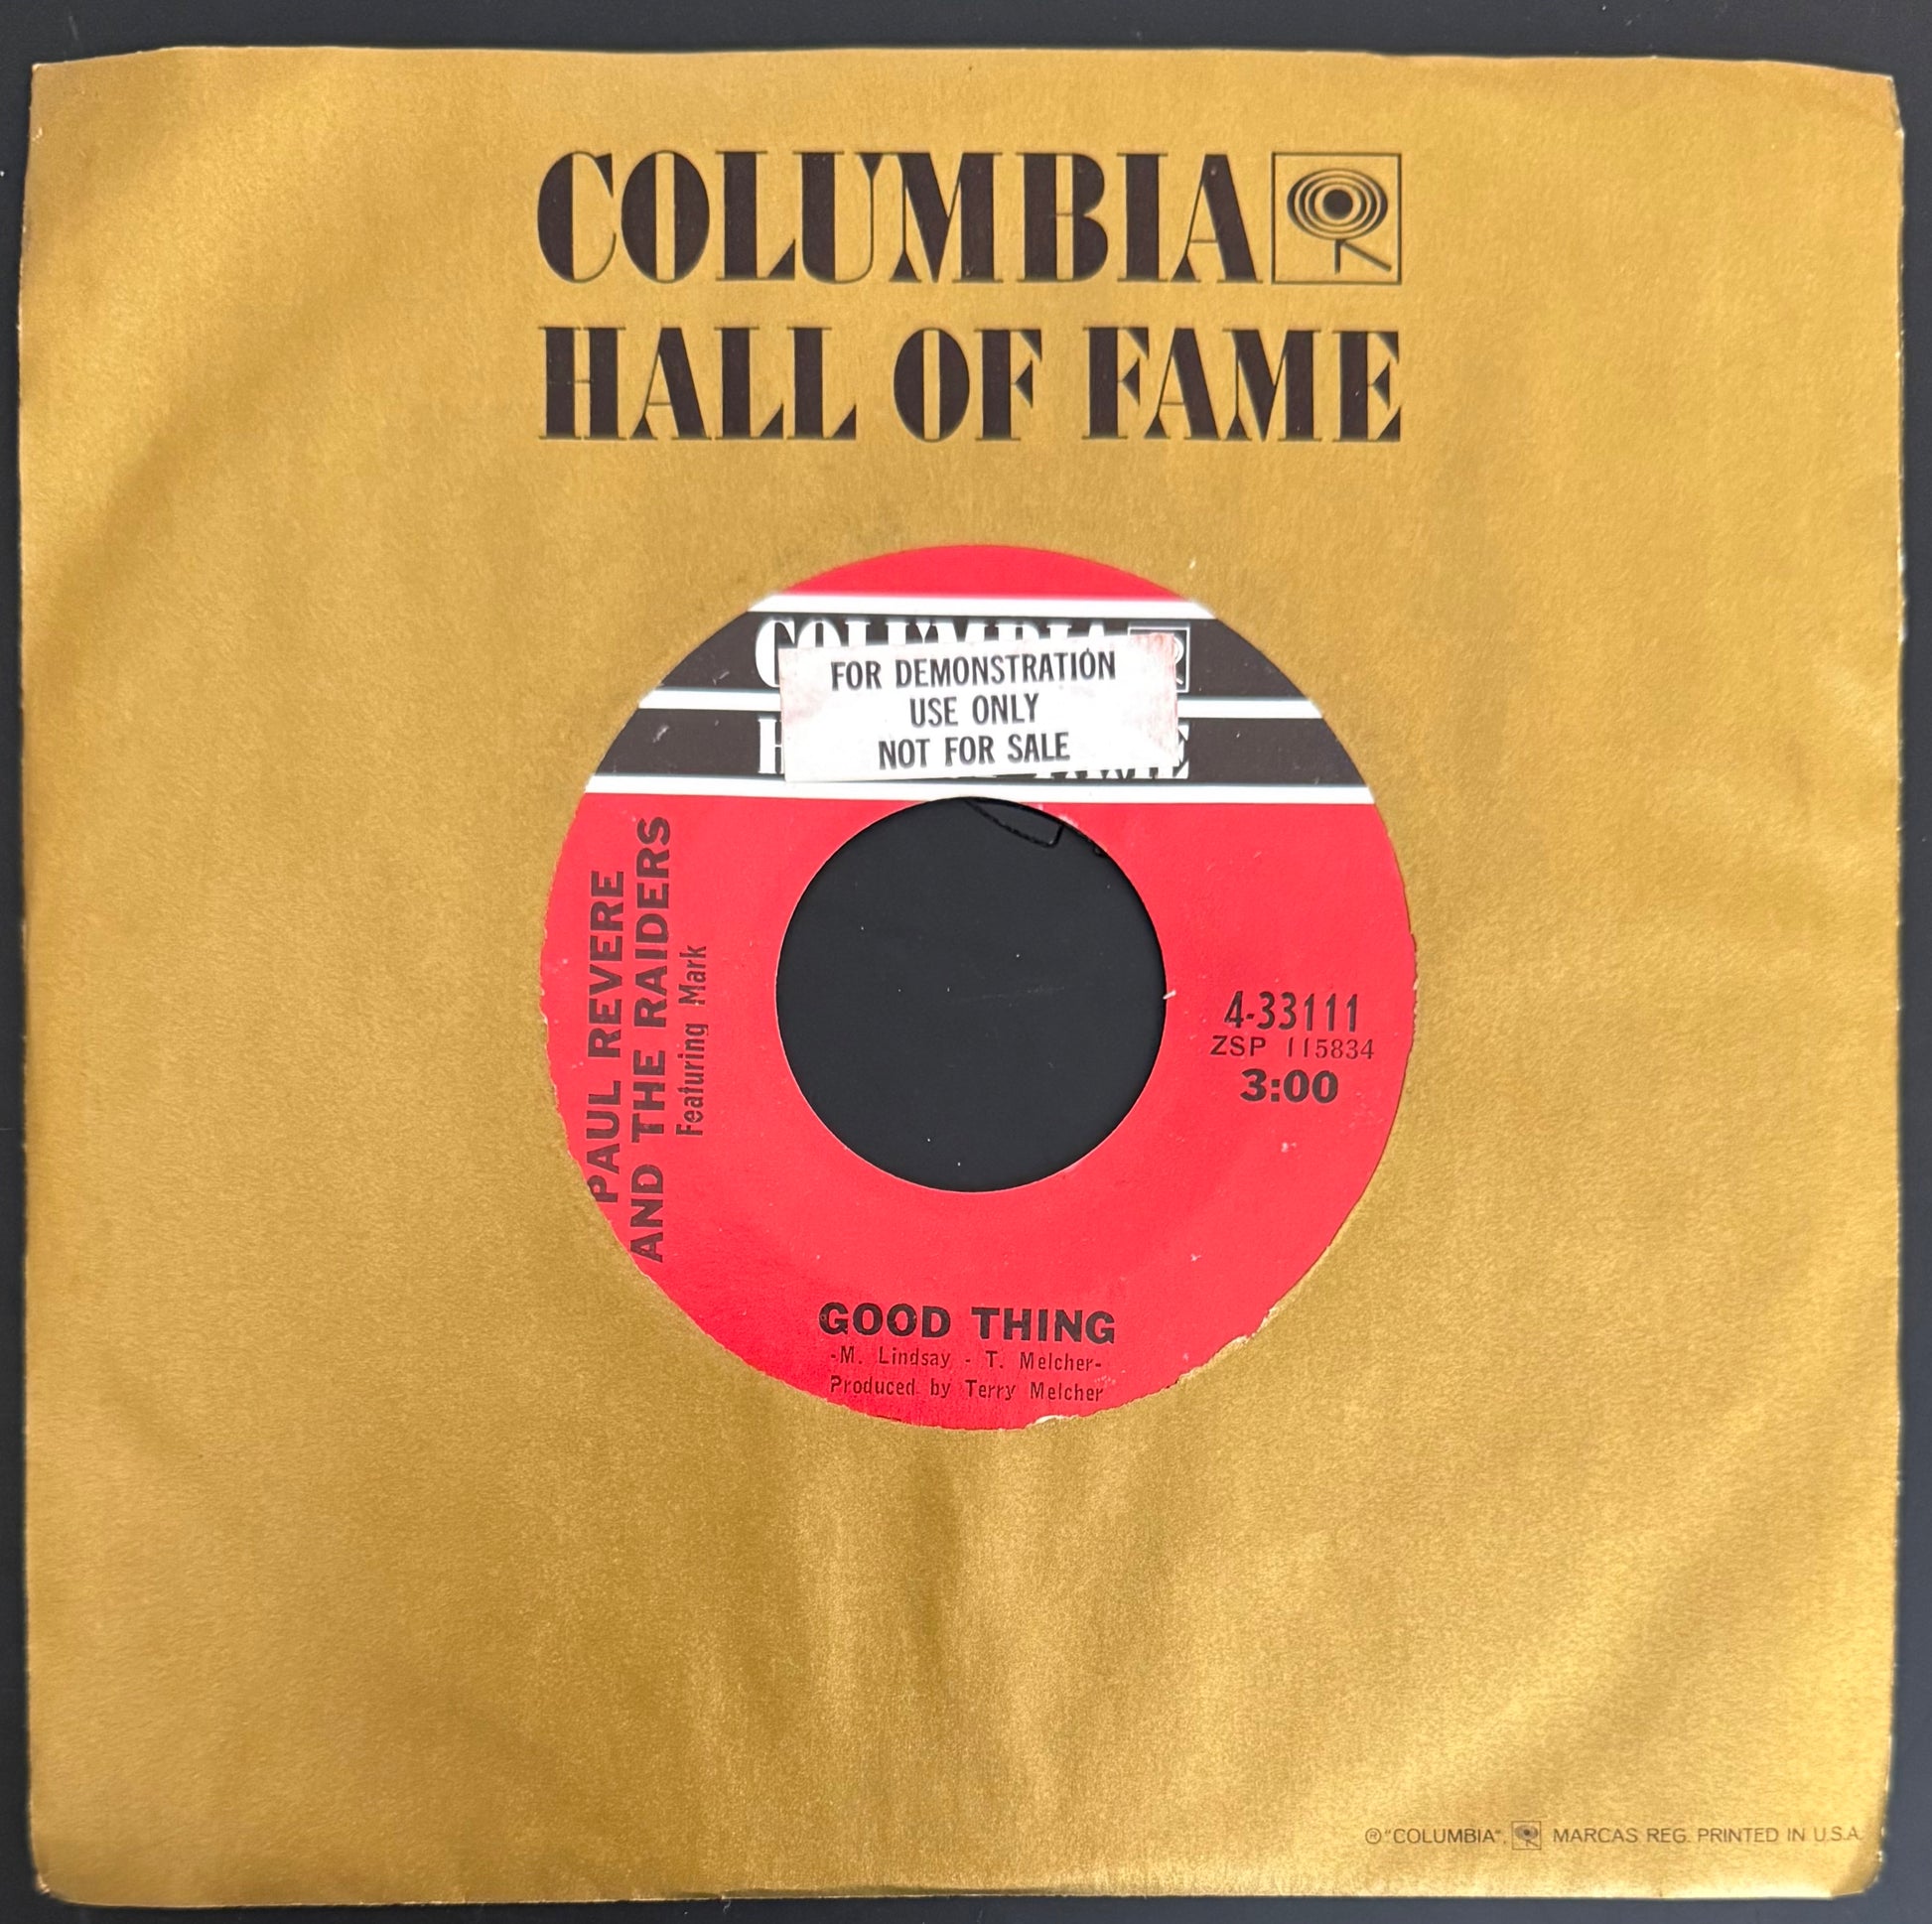 COLUMBIA
HALL OF FAME
COLUMBIA
FOR DEMONSTRATION
USE ONLY
NOT FOR SALE
PAUL REVERE
AND THE RAIDERS
Featuring Mark
4-33111
ZSP 115834
3:00
GOOD THING
-M. Lindsay - T. Melcher-
Produced by Terry Melcher
®"COLUMBIA", MARCAS REG. PRINTED IN U.S.A.